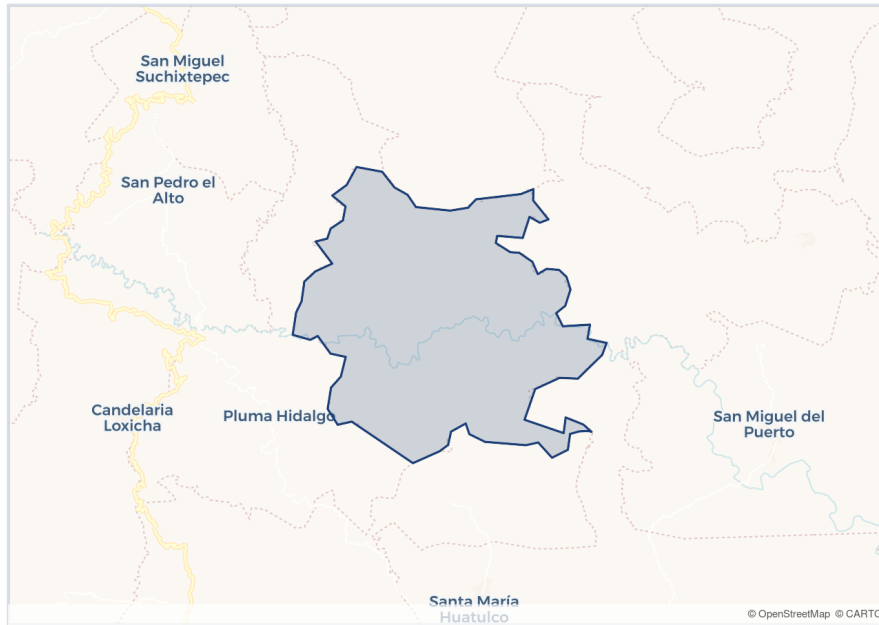 San Miguel
Suchixtepec
San Pedro el
Alto
Candelaria
Loxicha
Pluma Hidalgo
San Miguel del
Puerto
Santa María
Huatulco
© OpenStreetMap © CARTO